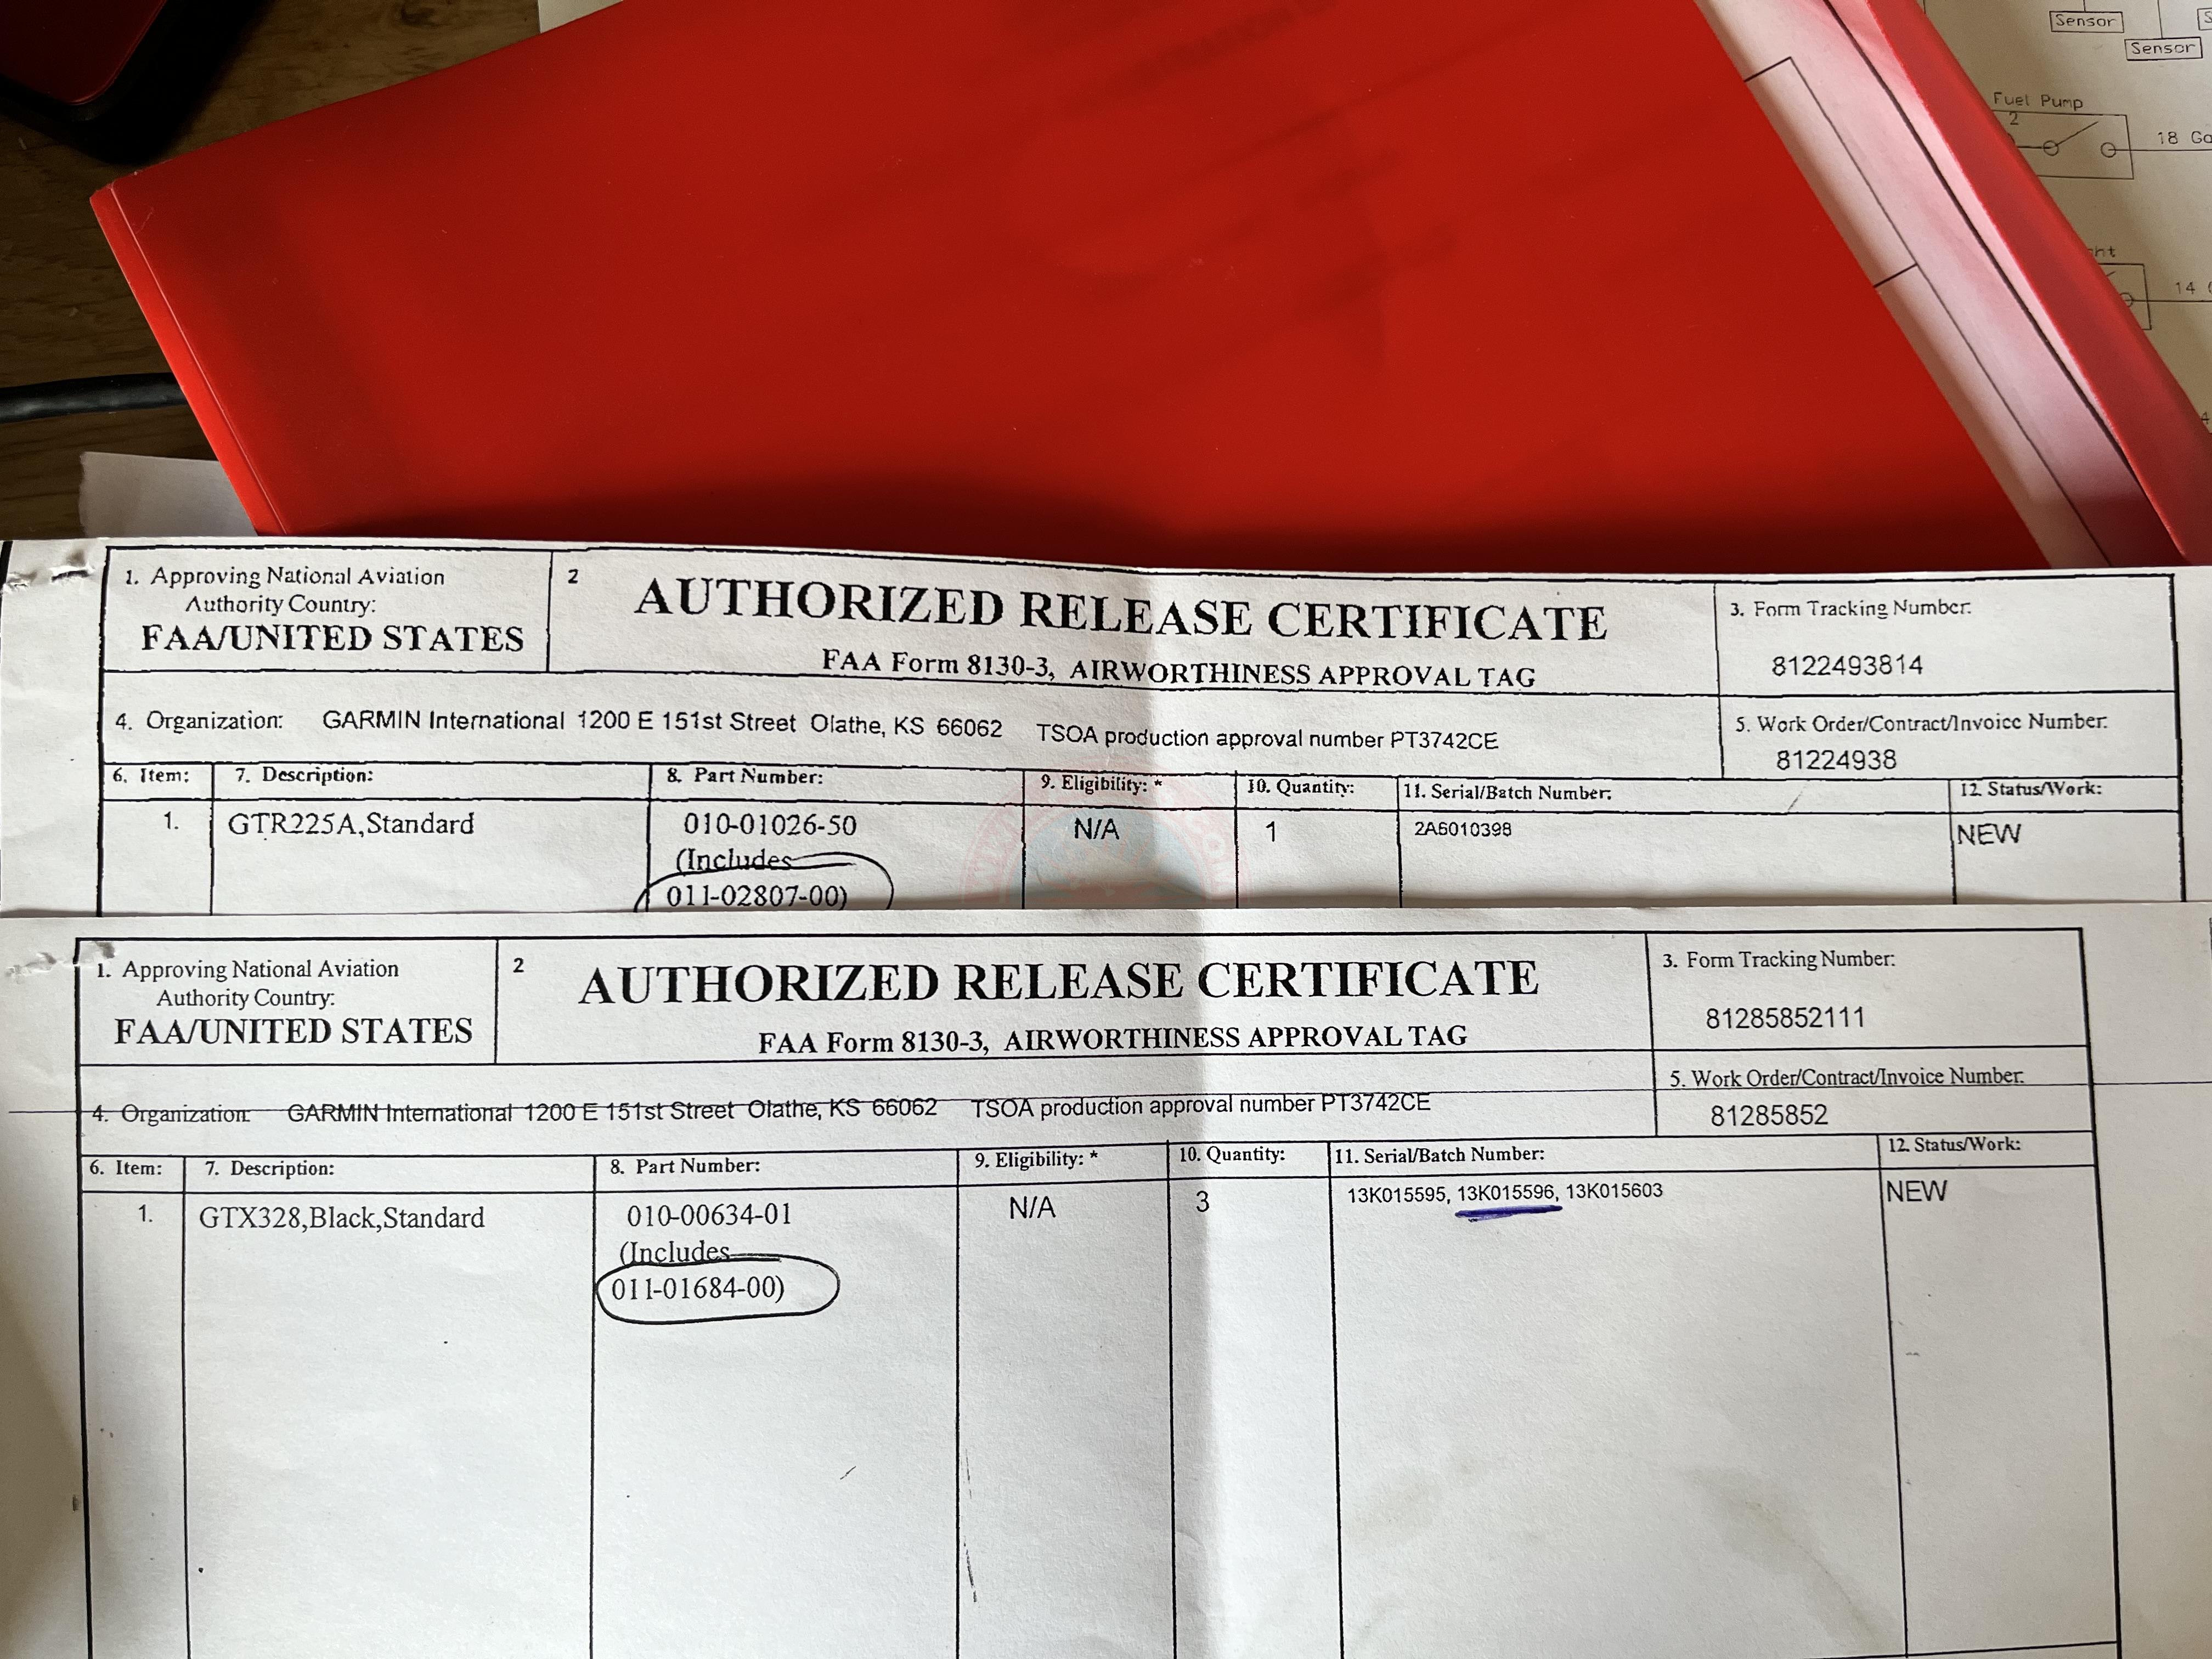 Sensor
Sensor
Fuel Pump
2
18 Ga
14
1. Approving National Aviation
Authority Country:
FAA/UNITED STATES
2
AUTHORIZED RELEASE CERTIFICATE
FAA Form 8130-3, AIRWORTHINESS APPROVAL TAG
3. Form Tracking Number:
8122493814
4. Organization: GARMIN International 1200 E 151st Street Olathe, KS 66062 TSOA production approval number PT3742CE
5. Work Order/Contract/Invoice Number:
81224938
6. Item: 7. Description: 8. Part Number: 9. Eligibility: * 10. Quantity: 11. Serial/Batch Number: 12. Status/Work:
1. GTR225A,Standard 010-01026-50 N/A 1 2A6010398 NEW
(Includes
011-02807-00)
1. Approving National Aviation
Authority Country:
FAA/UNITED STATES
2
AUTHORIZED RELEASE CERTIFICATE
FAA Form 8130-3, AIRWORTHINESS APPROVAL TAG
3. Form Tracking Number:
81285852111
4. Organization: GARMIN International 1200 E 151st Street Olathe, KS 66062 TSOA production approval number PT3742CE
5. Work Order/Contract/Invoice Number:
81285852
6. Item: 7. Description: 8. Part Number: 9. Eligibility: * 10. Quantity: 11. Serial/Batch Number: 12. Status/Work:
1. GTX328,Black,Standard 010-00634-01 N/A 3 13K015595, 13K015596, 13K015603 NEW
(Includes
011-01684-00)